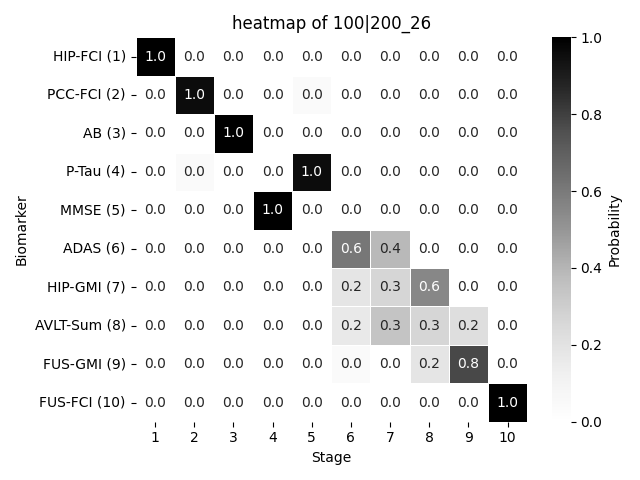 heatmap of 100|200_26
HIP-FCI (1) 1.0 0.0 0.0 0.0 0.0 0.0 0.0 0.0 0.0 0.0
PCC-FCI (2) 0.0 1.0 0.0 0.0 0.0 0.0 0.0 0.0 0.0 0.0
AB (3) 0.0 0.0 1.0 0.0 0.0 0.0 0.0 0.0 0.0 0.0
P-Tau (4) 0.0 0.0 0.0 0.0 1.0 0.0 0.0 0.0 0.0 0.0
MMSE (5) 0.0 0.0 0.0 1.0 0.0 0.0 0.0 0.0 0.0 0.0
ADAS (6) 0.0 0.0 0.0 0.0 0.0 0.6 0.4 0.0 0.0 0.0
HIP-GMI (7) 0.0 0.0 0.0 0.0 0.0 0.2 0.3 0.6 0.0 0.0
AVLT-Sum (8) 0.0 0.0 0.0 0.0 0.0 0.2 0.3 0.3 0.2 0.0
FUS-GMI (9) 0.0 0.0 0.0 0.0 0.0 0.0 0.0 0.2 0.8 0.0
FUS-FCI (10) 0.0 0.0 0.0 0.0 0.0 0.0 0.0 0.0 0.0 1.0
1 2 3 4 5 6 7 8 9 10
Stage
Biomarker
1.0
0.8
0.6
0.4
0.2
0.0
Probability